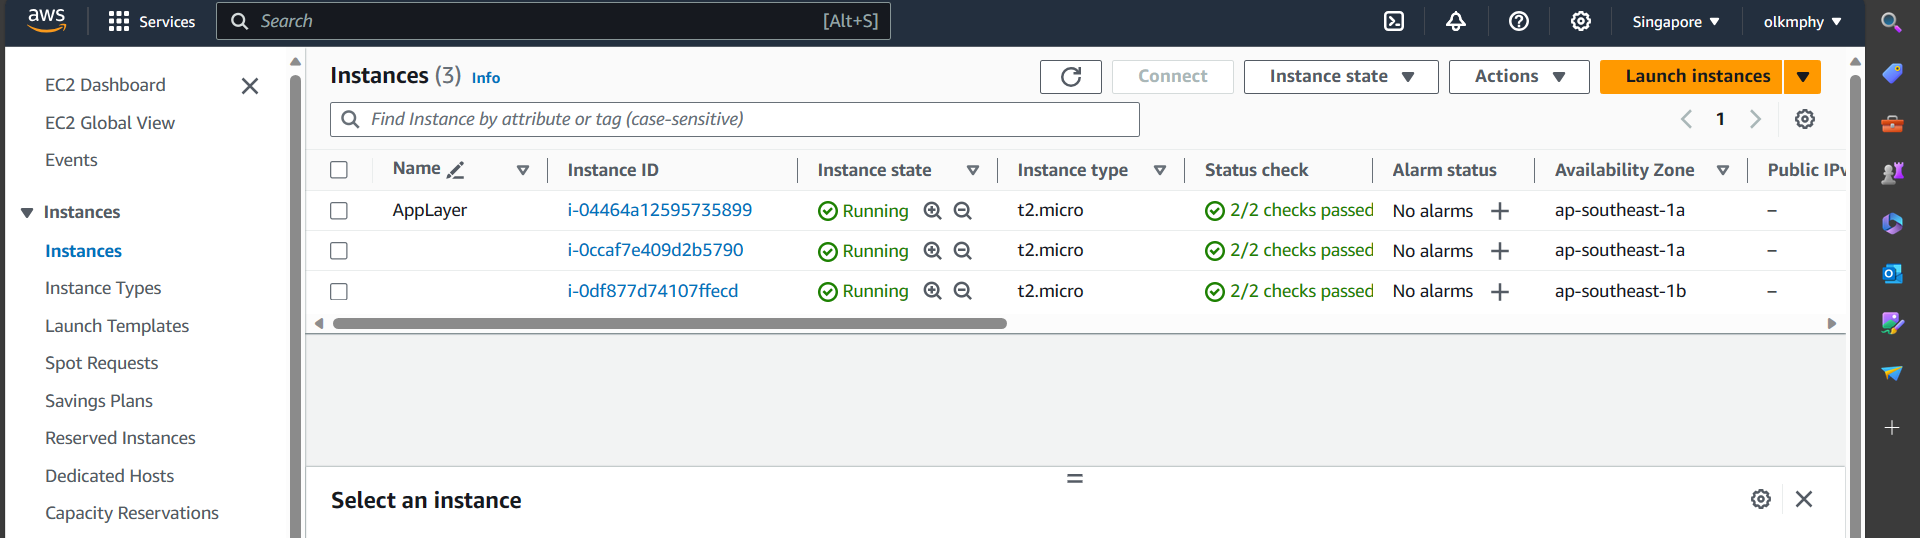 aws Services Search [Alt+S] Singapore olkmphy
EC2 Dashboard
EC2 Global View
Events
Instances
Instances
Instance Types
Launch Templates
Spot Requests
Savings Plans
Reserved Instances
Dedicated Hosts
Capacity Reservations
Instances (3) Info Connect Instance state Actions Launch instances
Find Instance by attribute or tag (case-sensitive) 1
Name Instance ID Instance state Instance type Status check Alarm status Availability Zone Public IPv
AppLayer i-04464a12595735899 Running t2.micro 2/2 checks passed No alarms + ap-southeast-1a –
i-0ccaf7e409d2b5790 Running t2.micro 2/2 checks passed No alarms + ap-southeast-1a –
i-0df877d74107ffecd Running t2.micro 2/2 checks passed No alarms + ap-southeast-1b –
Select an instance